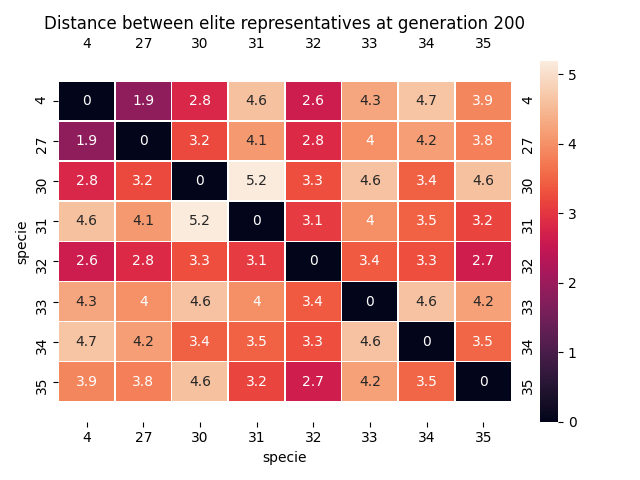 Distance between elite representatives at generation 200
4 27 30 31 32 33 34 35
4 0 1.9 2.8 4.6 2.6 4.3 4.7 3.9 4
27 1.9 0 3.2 4.1 2.8 4 4.2 3.8 27
30 2.8 3.2 0 5.2 3.3 4.6 3.4 4.6 30
31 4.6 4.1 5.2 0 3.1 4 3.5 3.2 31
32 2.6 2.8 3.3 3.1 0 3.4 3.3 2.7 32
33 4.3 4 4.6 4 3.4 0 4.6 4.2 33
34 4.7 4.2 3.4 3.5 3.3 4.6 0 3.5 34
35 3.9 3.8 4.6 3.2 2.7 4.2 3.5 0 35
4 27 30 31 32 33 34 35
specie
specie
5
4
3
2
1
0